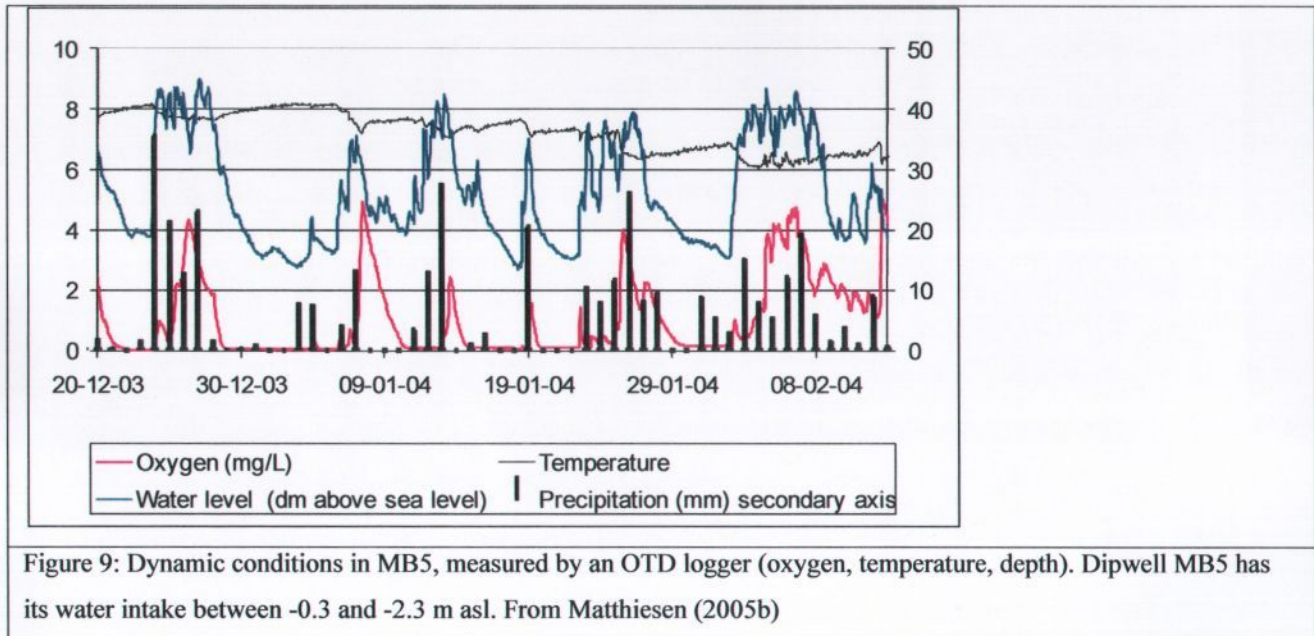 10
8
6
4
2
0
50
40
30
20
10
0
20-12-03 30-12-03 09-01-04 19-01-04 29-01-04 08-02-04
Oxygen (mg/L) Temperature
Water level (dm above sea level) Precipitation (mm) secondary axis
Figure 9: Dynamic conditions in MB5, measured by an OTD logger (oxygen, temperature, depth). Dipwell MB5 has
its water intake between -0.3 and -2.3 m asl. From Matthiesen (2005b)